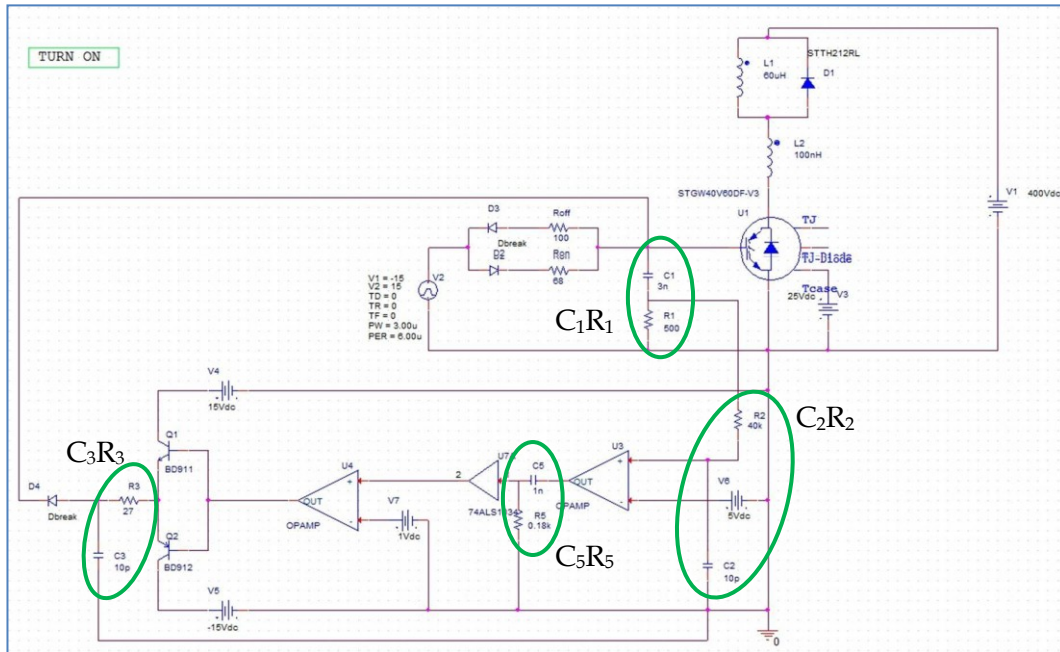 TURN ON
STTH212RL
L1
60uH
D1
L2
100nH
STGW40V60DF-V3
V1
400Vdc
U1
TJ
TJ-Diode
Tcase
25Vdc
V3
D3
Dbreak
Roff
100
D2
Ron
68
V2
V1 = -15
V2 = 15
TD = 0
TR = 0
TF = 0
PW = 3.00u
PER = 6.00u
C1
3n
R1
500
C1R1
V4
15Vdc
R2
40k
C2R2
Q1
BD911
C3R3
D4
Dbreak
R3
27
U4
+
-
OUT
OPAMP
V7
1Vdc
2
74ALS1034
C5
1n
R5
0.18k
C5R5
U3
+
-
OUT
OPAMP
V6
5Vdc
Q2
BD912
C3
10p
C2
10p
V5
-15Vdc
0